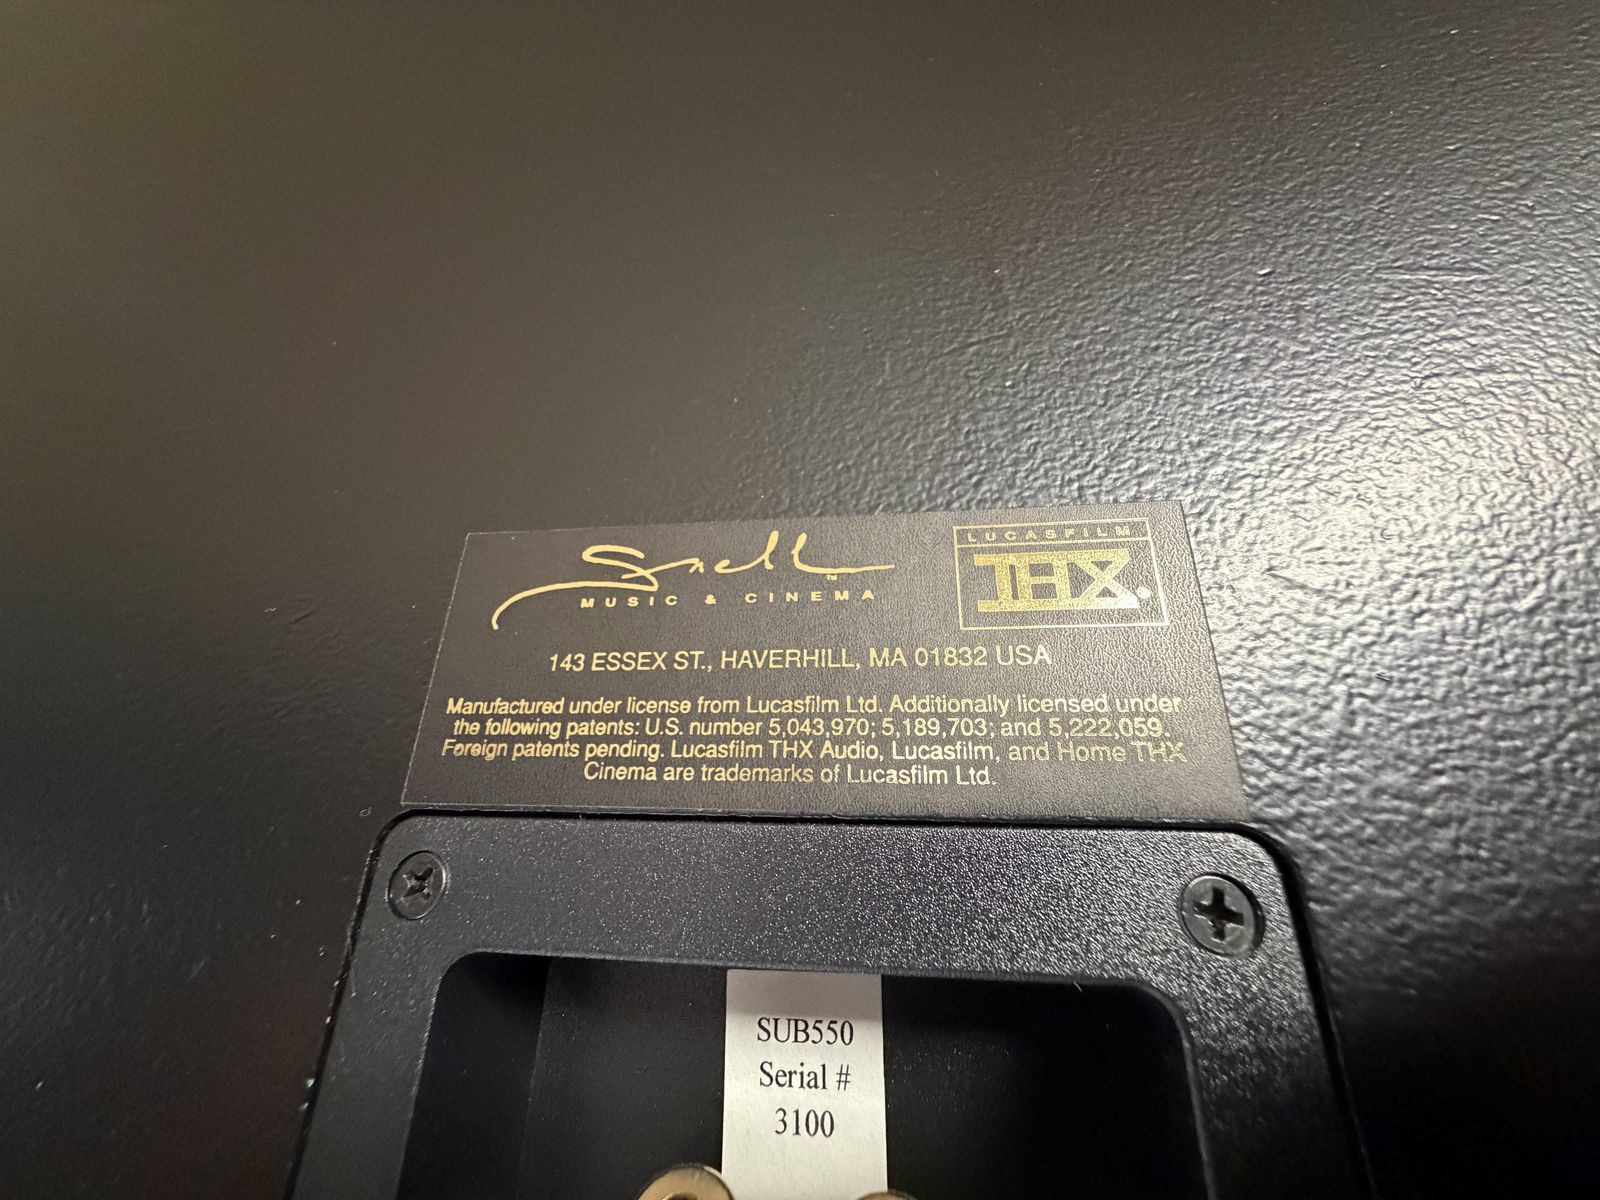 Snell™
MUSIC & CINEMA
LUCASFILM
THX®
143 ESSEX ST., HAVERHILL, MA 01832 USA
Manufactured under license from Lucasfilm Ltd. Additionally licensed under
the following patents: U.S. number 5,043,970; 5,189,703; and 5,222,059.
Foreign patents pending. Lucasfilm THX Audio, Lucasfilm, and Home THX
Cinema are trademarks of Lucasfilm Ltd.
SUB550
Serial #
3100